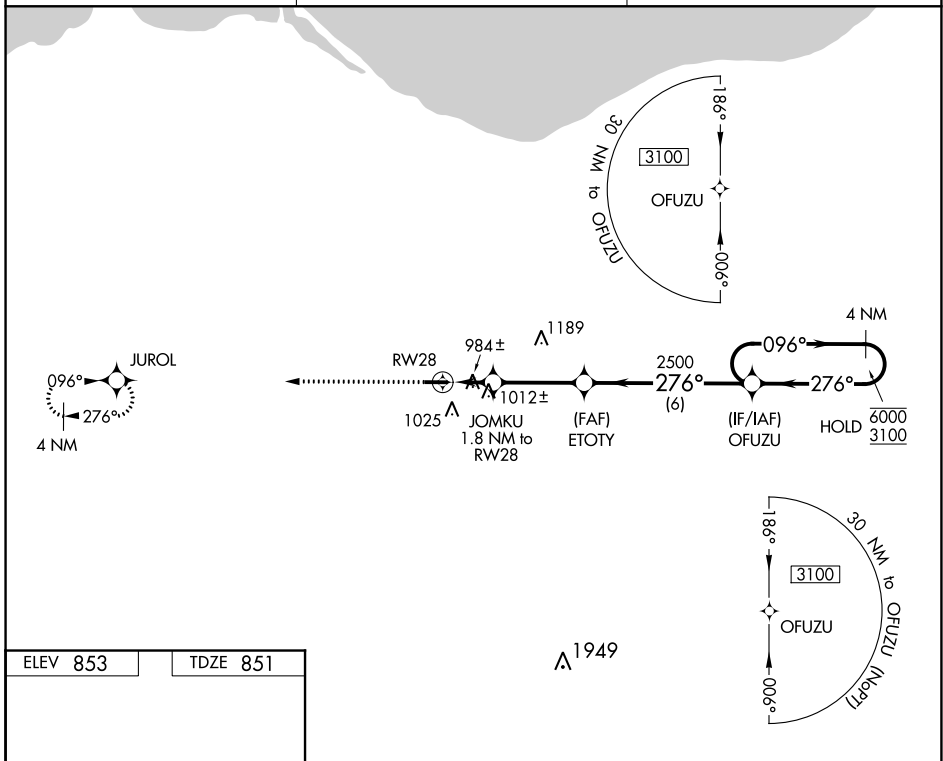 186°
30 NM to OFUZU
3100
OFUZU
006°
4 NM
1189
984±
096°
RW28
2500
JUROL
096°
276°
276°
1012±
276°
(6)
1025
JOMKU
1.8 NM to
RW28
(FAF)
ETOTY
(IF/IAF)
OFUZU
HOLD
6000
3100
4 NM
186°
30 NM to OFUZU (NoPT)
3100
OFUZU
006°
1949
ELEV 853
TDZE 851